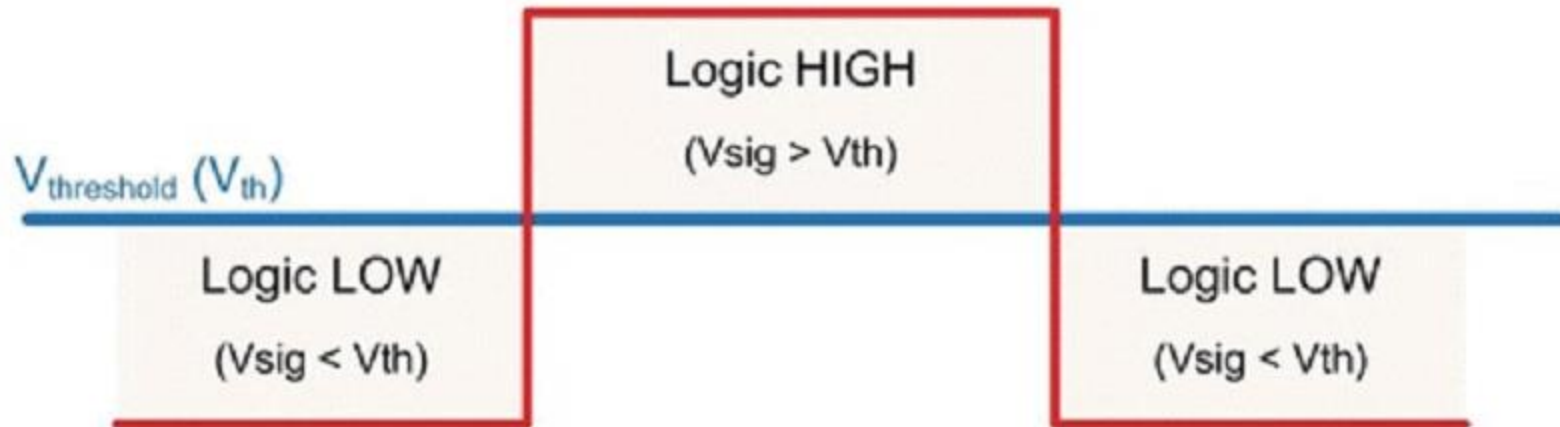 Logic HIGH
(Vsig > Vth)
Vthreshold (Vth)
Logic LOW
(Vsig < Vth)
Logic LOW
(Vsig < Vth)